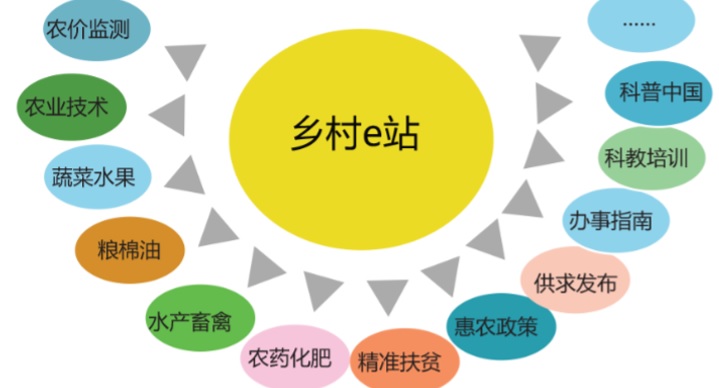 农价监测
农业技术
蔬菜水果
粮棉油
水产畜禽
农药化肥
精准扶贫
惠农政策
供求发布
办事指南
科教培训
科普中国
……
乡村e站